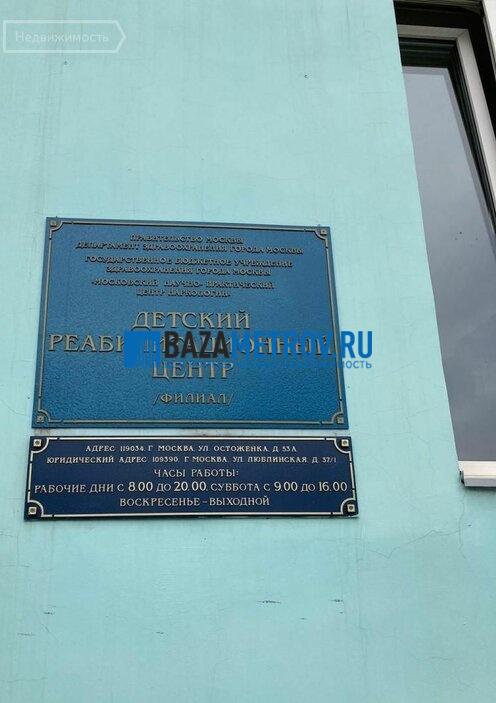 Недвижимость
ПРАВИТЕЛЬСТВО МОСКВЫ
ДЕПАРТАМЕНТ ЗДРАВООХРАНЕНИЯ ГОРОДА МОСКВЫ
ГОСУДАРСТВЕННОЕ БЮДЖЕТНОЕ УЧРЕЖДЕНИЕ
ЗДРАВООХРАНЕНИЯ ГОРОДА МОСКВЫ
«МОСКОВСКИЙ НАУЧНО-ПРАКТИЧЕСКИЙ
ЦЕНТР НАРКОЛОГИИ»
ДЕТСКИЙ
РЕАБИЛИТАЦИОННЫЙ
BAZAMETROV.RU
ЦЕНТР
/ФИЛИАЛ/
АДРЕС 119034, Г МОСКВА, УЛ ОСТОЖЕНКА, Д 53А
ЮРИДИЧЕСКИЙ АДРЕС: 109390, Г. МОСКВА, УЛ. ЛЮБЛИНСКАЯ, Д. 37/1
ЧАСЫ РАБОТЫ:
РАБОЧИЕ ДНИ С 8.00 ДО 20.00, СУББОТА С 9.00 ДО 16.00
ВОСКРЕСЕНЬЕ - ВЫХОДНОЙ